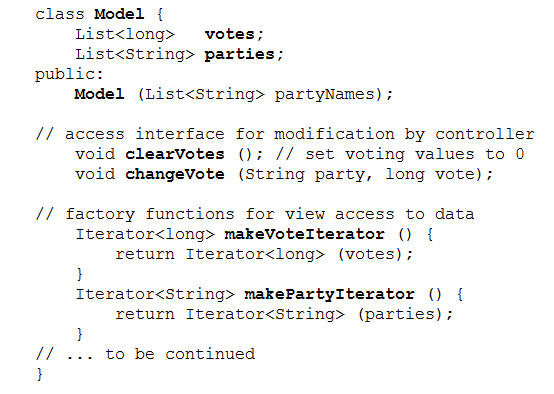 class Model {
    List<long>   votes;
    List<String> parties;
public:
    Model (List<String> partyNames);

// access interface for modification by controller
    void clearVotes (); // set voting values to 0
    void changeVote (String party, long vote);

// factory functions for view access to data
    Iterator<long> makeVoteIterator () {
        return Iterator<long> (votes);
    }
    Iterator<String> makePartyIterator () {
        return Iterator<String> (parties);
    }
// ... to be continued
}